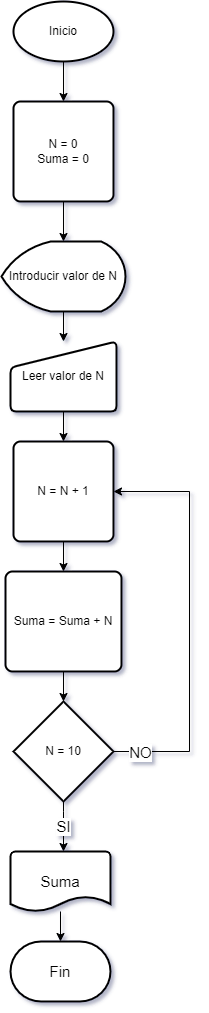 Inicio
N = 0
Suma = 0
Introducir valor de N
Leer valor de N
N = N + 1
Suma = Suma + N
N = 10
NO
SI
Suma
Fin